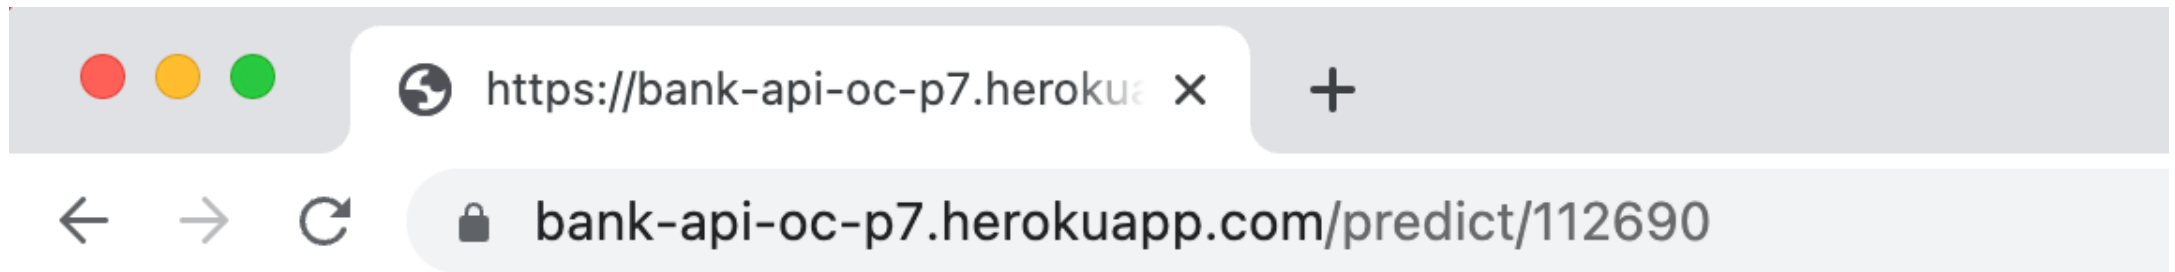 https://bank-api-oc-p7.heroku
bank-api-oc-p7.herokuapp.com/predict/112690